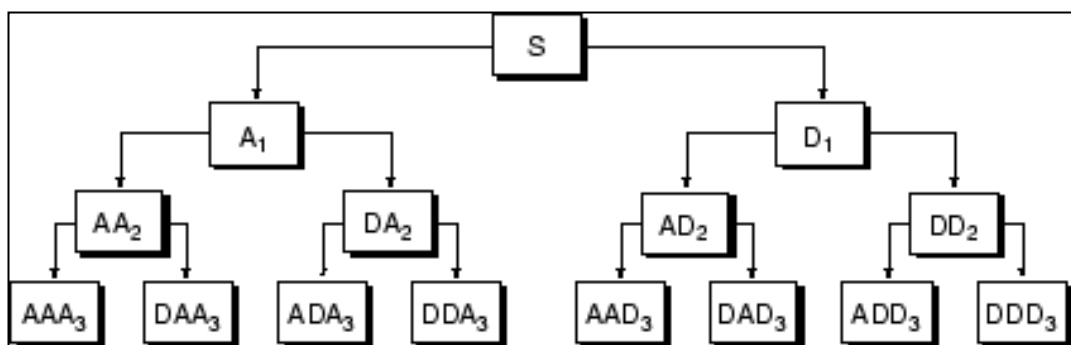 S
A₁ D₁
AA₂ DA₂ AD₂ DD₂
AAA₃ DAA₃ ADA₃ DDA₃ AAD₃ DAD₃ ADD₃ DDD₃